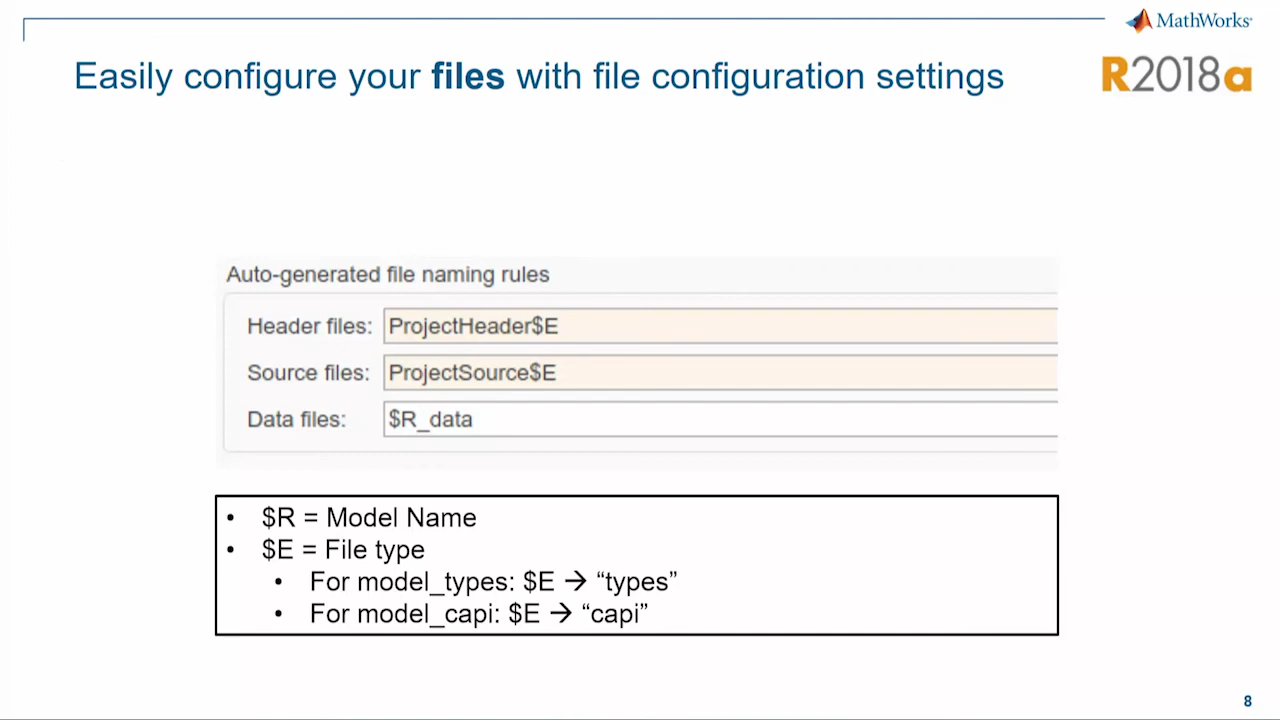 MathWorks
Easily configure your files with file configuration settings
R2018a
Auto-generated file naming rules
Header files: ProjectHeader$E
Source files: ProjectSource$E
Data files: $R_data
• $R = Model Name
• $E = File type
• For model_types: $E → “types”
• For model_capi: $E → “capi”
8